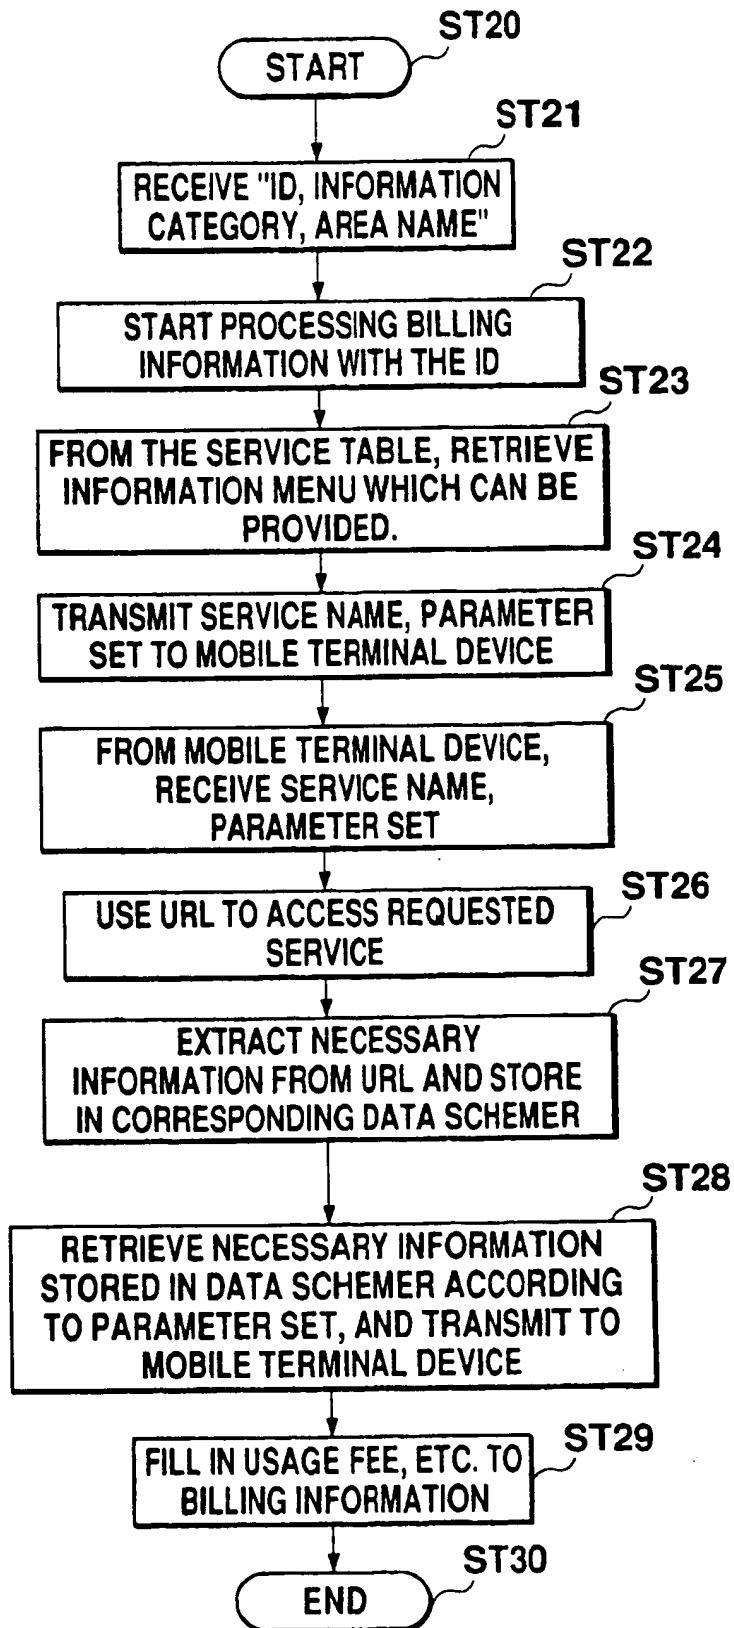 ST20
START
ST21
RECEIVE "ID, INFORMATION
CATEGORY, AREA NAME"
ST22
START PROCESSING BILLING
INFORMATION WITH THE ID
ST23
FROM THE SERVICE TABLE, RETRIEVE
INFORMATION MENU WHICH CAN BE
PROVIDED.
ST24
TRANSMIT SERVICE NAME, PARAMETER
SET TO MOBILE TERMINAL DEVICE
ST25
FROM MOBILE TERMINAL DEVICE,
RECEIVE SERVICE NAME,
PARAMETER SET
ST26
USE URL TO ACCESS REQUESTED
SERVICE
ST27
EXTRACT NECESSARY
INFORMATION FROM URL AND STORE
IN CORRESPONDING DATA SCHEMER
ST28
RETRIEVE NECESSARY INFORMATION
STORED IN DATA SCHEMER ACCORDING
TO PARAMETER SET, AND TRANSMIT TO
MOBILE TERMINAL DEVICE
ST29
FILL IN USAGE FEE, ETC. TO
BILLING INFORMATION
ST30
END